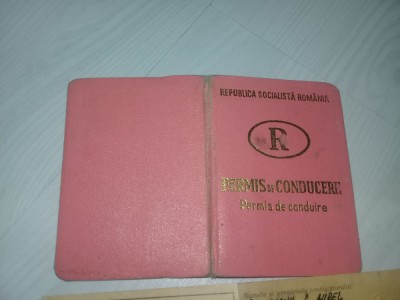 REPUBLICA SOCIALISTĂ ROMÂNIA
R
PERMIS DE CONDUCERE
Permis de conduire